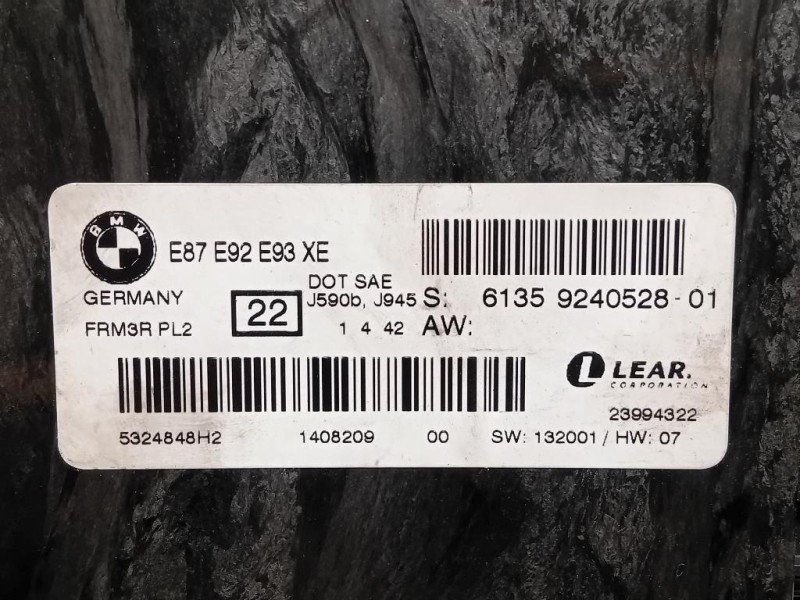 BMW
E87 E92 E93 XE
GERMANY
FRM3R PL2
22
DOT SAE
J590b, J945
1 4 42
S: 6135 9240528-01
AW:
LEAR.
CORPORATION
23994322
5324848H2 1408209 00 SW: 132001 / HW: 07